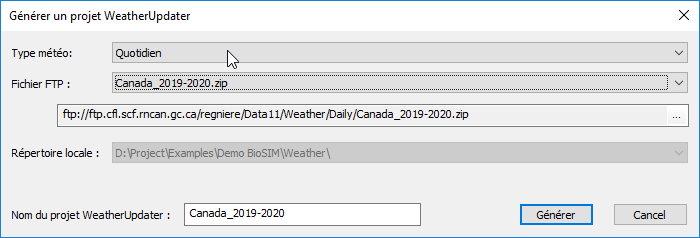 Générer un projet WeatherUpdater
Type météo: Quotidien
Fichier FTP : Canada_2019-2020.zip
ftp://ftp.cfl.scf.rncan.gc.ca/regniere/Data11/Weather/Daily/Canada_2019-2020.zip ...
Répertoire locale : D:\Project\Examples\Demo BioSIM\Weather\
Nom du projet WeatherUpdater : Canada_2019-2020 Générer Cancel